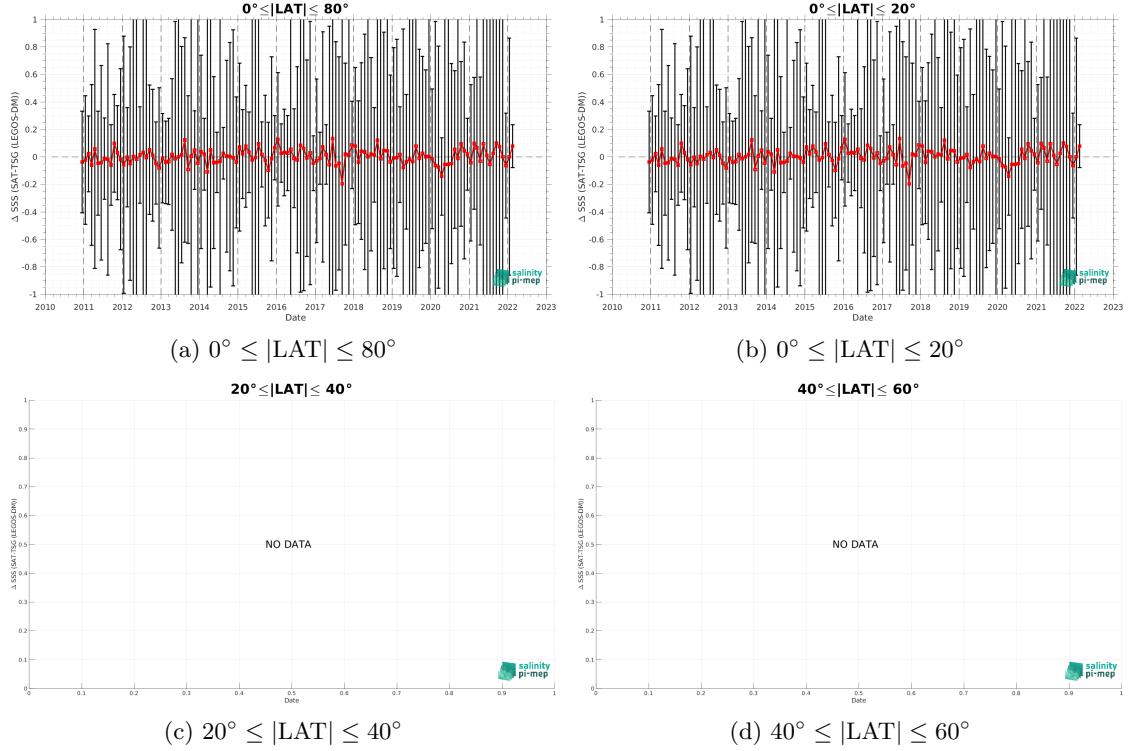 0°≤|LAT|≤ 80°
Δ SSS (SAT-TSG (LEGOS-DM))
1
0.8
0.6
0.4
0.2
0
-0.2
-0.4
-0.6
-0.8
-1
2010 2011 2012 2013 2014 2015 2016 2017 2018 2019 2020 2021 2022 2023
Date
salinity
pi-mep
(a) 0° ≤ |LAT| ≤ 80°
0°≤|LAT|≤ 20°
Δ SSS (SAT-TSG (LEGOS-DM))
1
0.8
0.6
0.4
0.2
0
-0.2
-0.4
-0.6
-0.8
-1
2010 2011 2012 2013 2014 2015 2016 2017 2018 2019 2020 2021 2022 2023
Date
salinity
pi-mep
(b) 0° ≤ |LAT| ≤ 20°
20°≤|LAT|≤ 40°
Δ SSS (SAT-TSG (LEGOS-DM))
1
0.9
0.8
0.7
0.6
0.5
0.4
0.3
0.2
0.1
0
NO DATA
0 0.1 0.2 0.3 0.4 0.5 0.6 0.7 0.8 0.9 1
Date
salinity
pi-mep
(c) 20° ≤ |LAT| ≤ 40°
40°≤|LAT|≤ 60°
Δ SSS (SAT-TSG (LEGOS-DM))
1
0.9
0.8
0.7
0.6
0.5
0.4
0.3
0.2
0.1
0
NO DATA
0 0.1 0.2 0.3 0.4 0.5 0.6 0.7 0.8 0.9 1
Date
salinity
pi-mep
(d) 40° ≤ |LAT| ≤ 60°